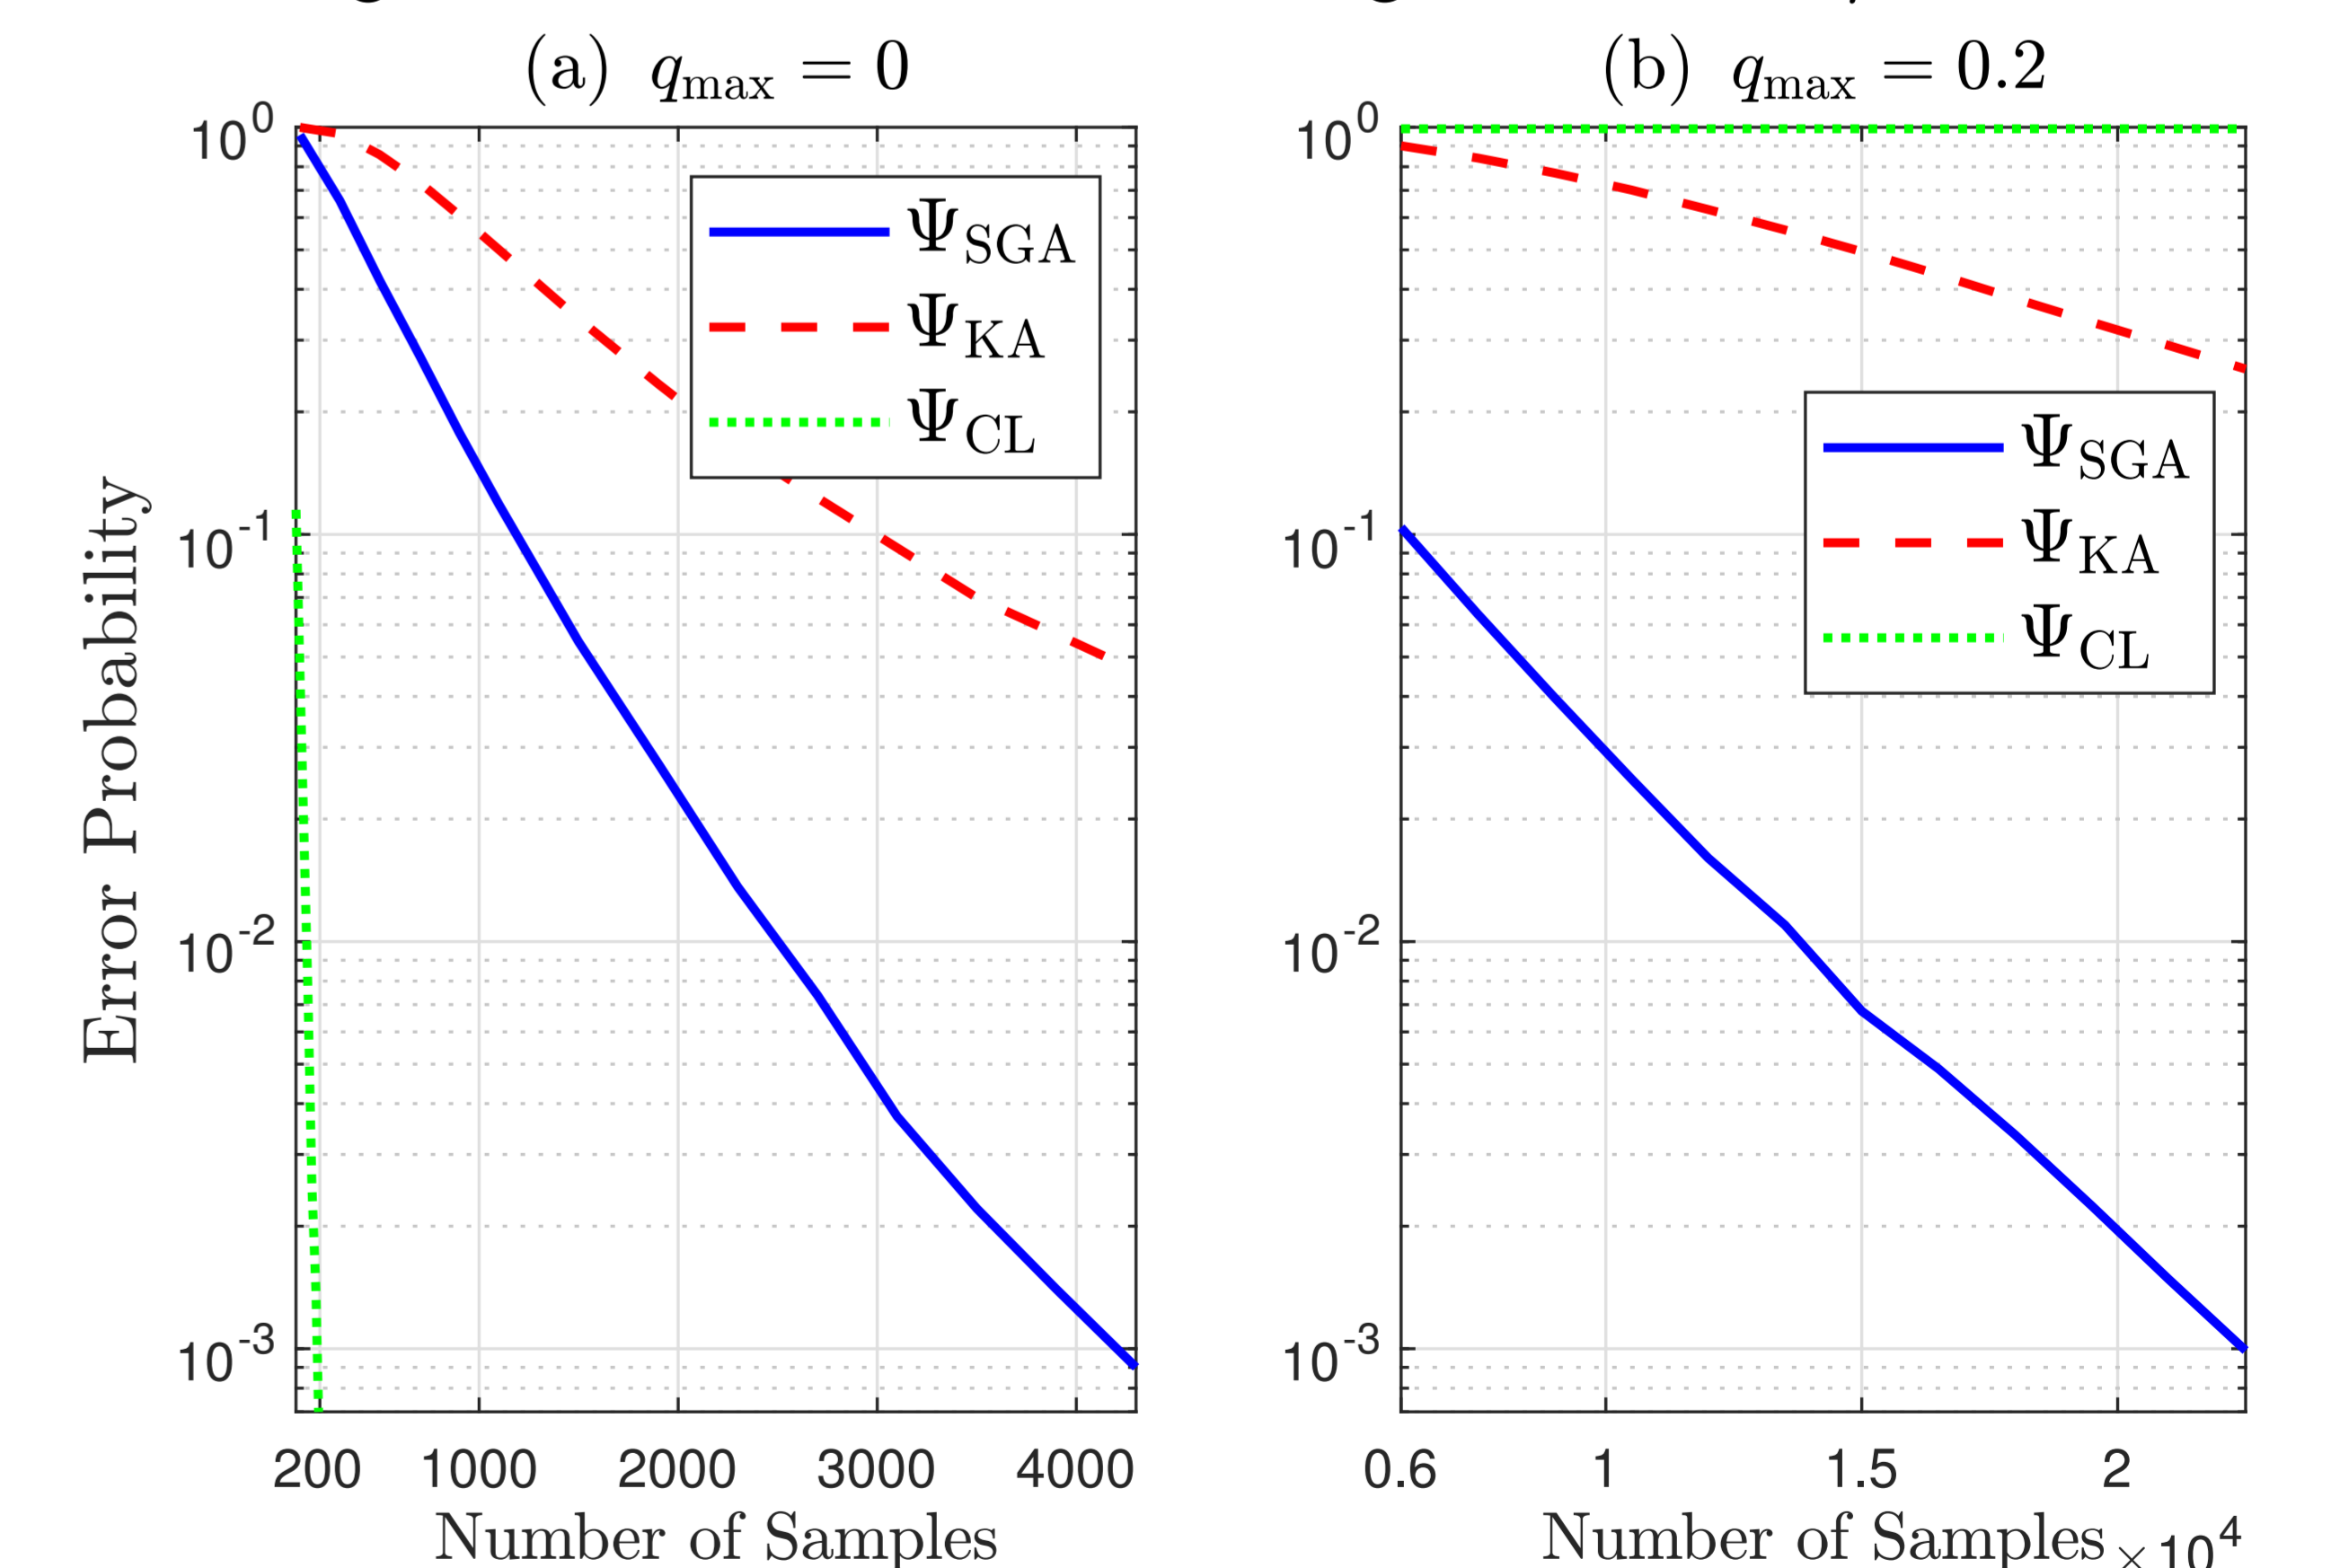 (a) q_max = 0
10^0
10^-1
10^-2
10^-3
Error Probability
Ψ_SGA
Ψ_KA
Ψ_CL
200 1000 2000 3000 4000
Number of Samples
(b) q_max = 0.2
10^0
10^-1
10^-2
10^-3
Ψ_SGA
Ψ_KA
Ψ_CL
0.6 1 1.5 2
Number of Samples ×10^4